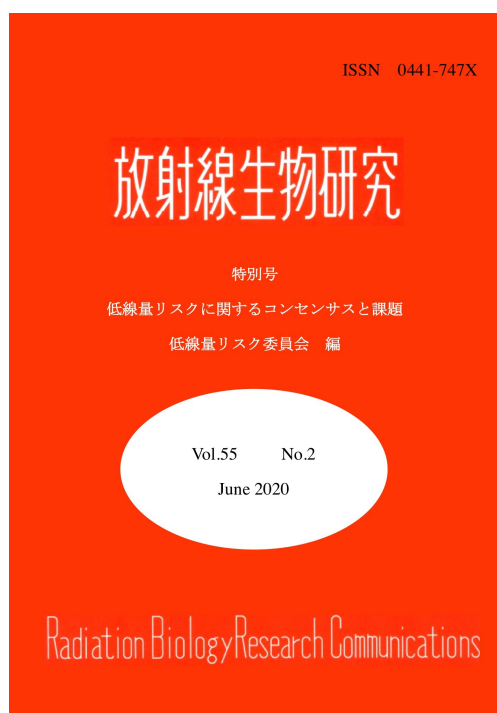 ISSN 0441-747X
放射線生物研究
特別号
低線量リスクに関するコンセンサスと課題
低線量リスク委員会 編
Vol.55 No.2
June 2020
Radiation Biology Research Communications